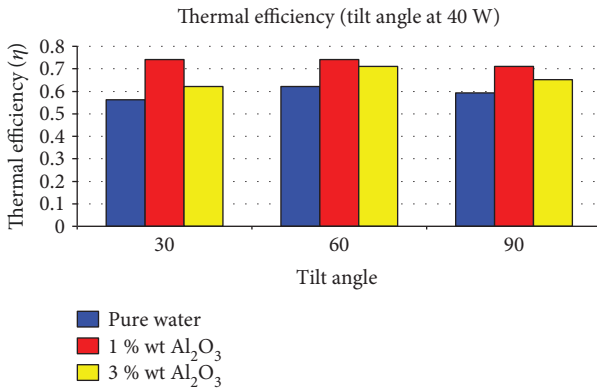 Thermal efficiency (tilt angle at 40 W)
Thermal efficiency (η)
0.8
0.7
0.6
0.5
0.4
0.3
0.2
0.1
0
30 60 90
Tilt angle
Pure water
1 % wt Al₂O₃
3 % wt Al₂O₃